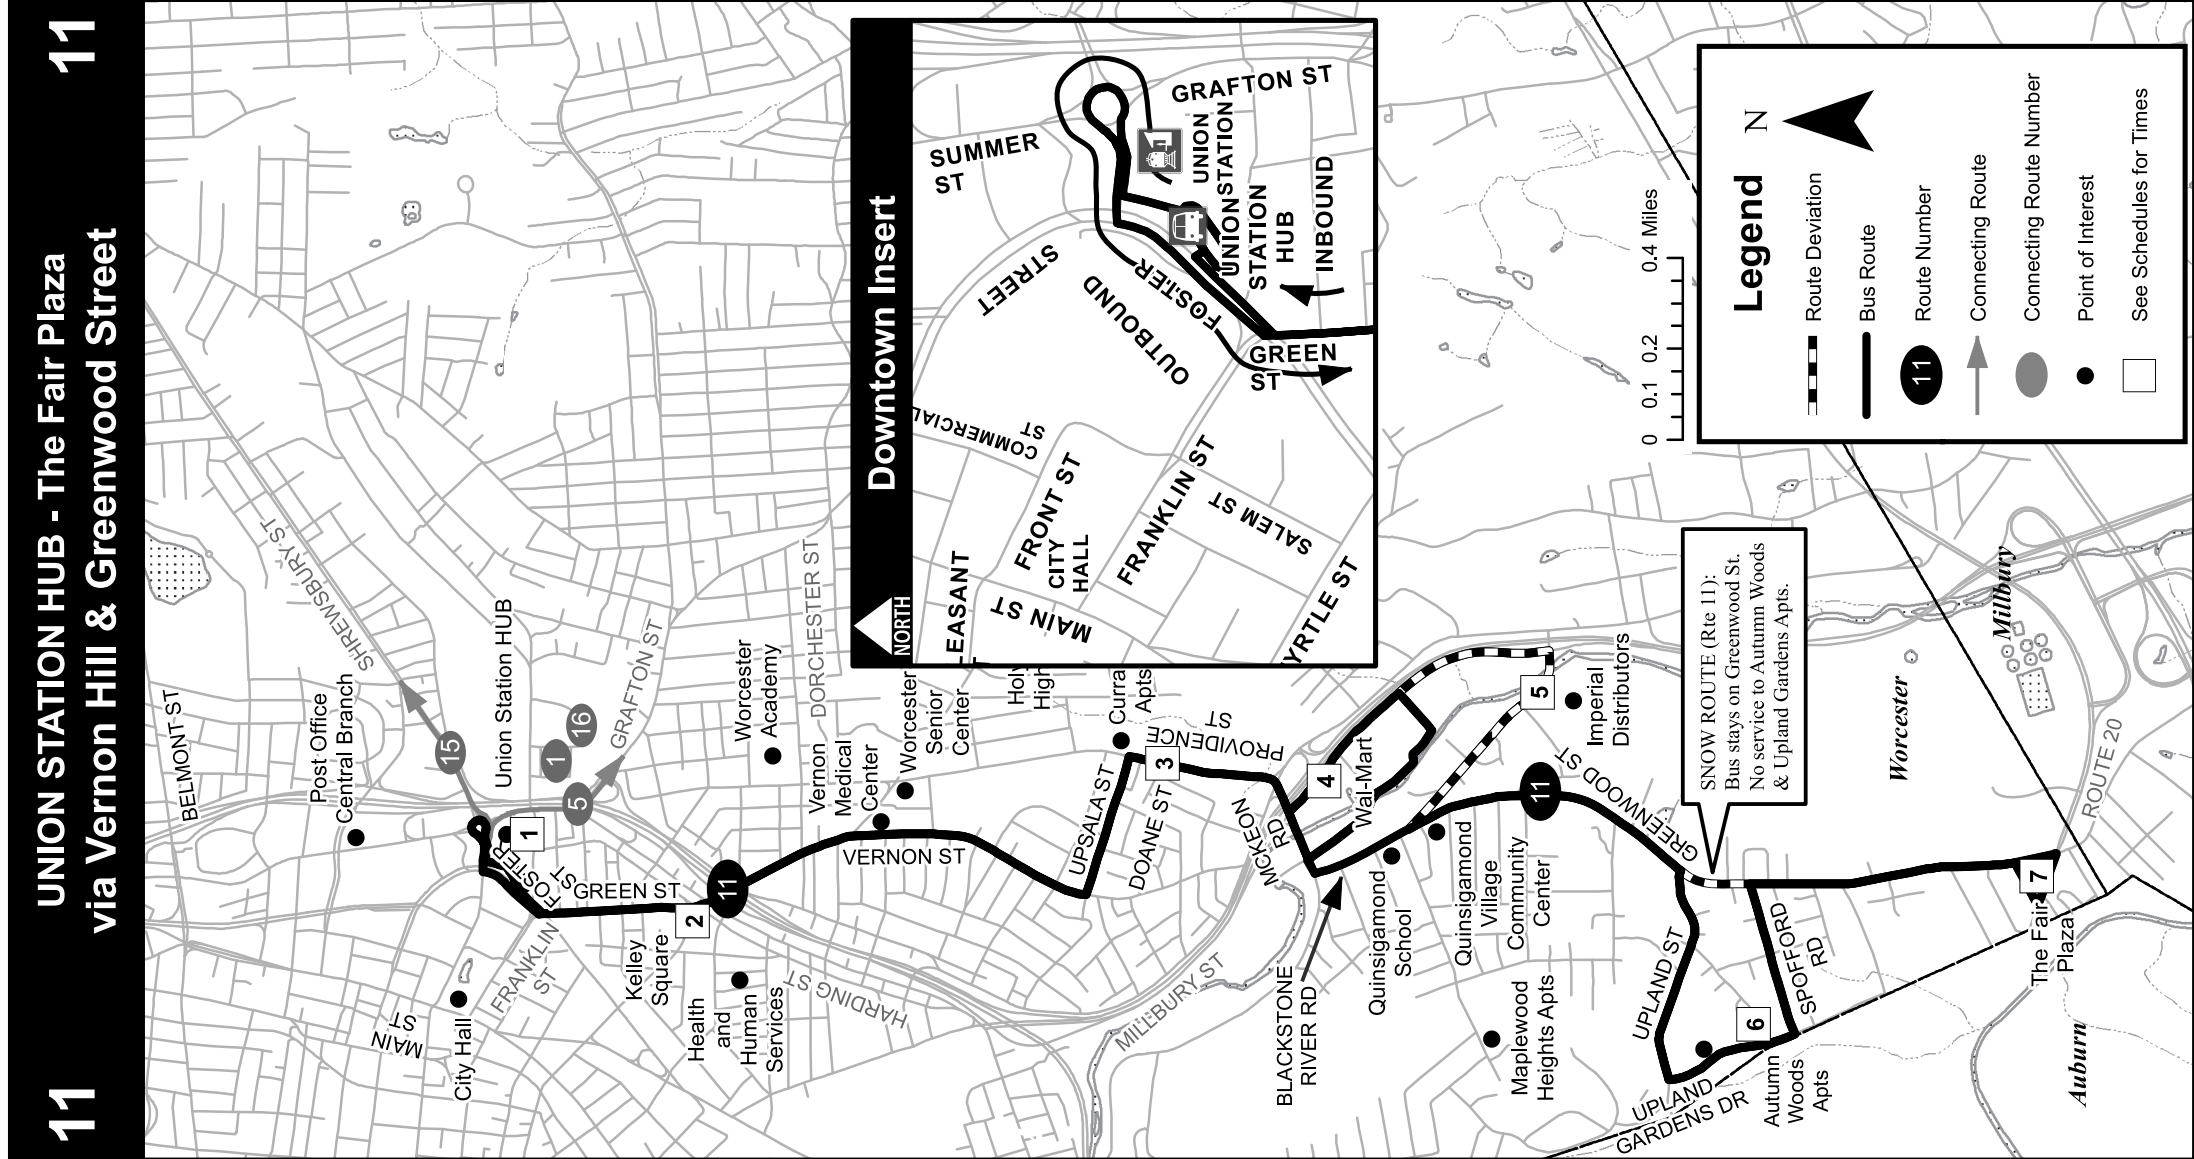 11
UNION STATION HUB - The Fair Plaza
via Vernon Hill & Greenwood Street
11
BELMONT ST
SHREWSBURY ST
Post Office
Central Branch
15
Union Station HUB
1
16
5
GRAFTON ST
1
FOSTER
ST
GREEN ST
MAIN
ST
City Hall
FRANKLIN
ST
2
11
Kelley
Square
Health
and
Human
Services
HARDING ST
Worcester
Academy
DORCHESTER ST
Vernon
Medical
Center
Worcester
Senior
Center
VERNON ST
Holy
High
Curra
Apts
UPSALA ST
DOANE ST
3
PROVIDENCE
ST
MILLBURY ST
MCKEON
RD
4
Wal-Mart
BLACKSTONE
RIVER RD
Quinsigamond
School
Quinsigamond
Village
Community
Center
Maplewood
Heights Apts
5
Imperial
Distributors
11
GREENWOOD ST
SNOW ROUTE (Rte 11):
Bus stays on Greenwood St.
No service to Autumn Woods
& Upland Gardens Apts.
UPLAND ST
UPLAND
GARDENS DR
6
SPOFFORD
RD
Autumn
Woods
Apts
Worcester
Millbury
Auburn
ROUTE 20
7
The Fair
Plaza
Downtown Insert
NORTH
SUMMER
ST
GRAFTON ST
UNION
STATION
UNION
STATION
HUB
INBOUND
STREET
FOSTER
OUTBOUND
GREEN
ST
COMMERCIAL
ST
FRONT ST
CITY
HALL
FRANKLIN ST
SALEM ST
LEASANT
T
MAIN ST
YRTLE ST
0 0.1 0.2 0.4 Miles
Legend
N
Route Deviation
Bus Route
11
Route Number
Connecting Route
Connecting Route Number
Point of Interest
See Schedules for Times